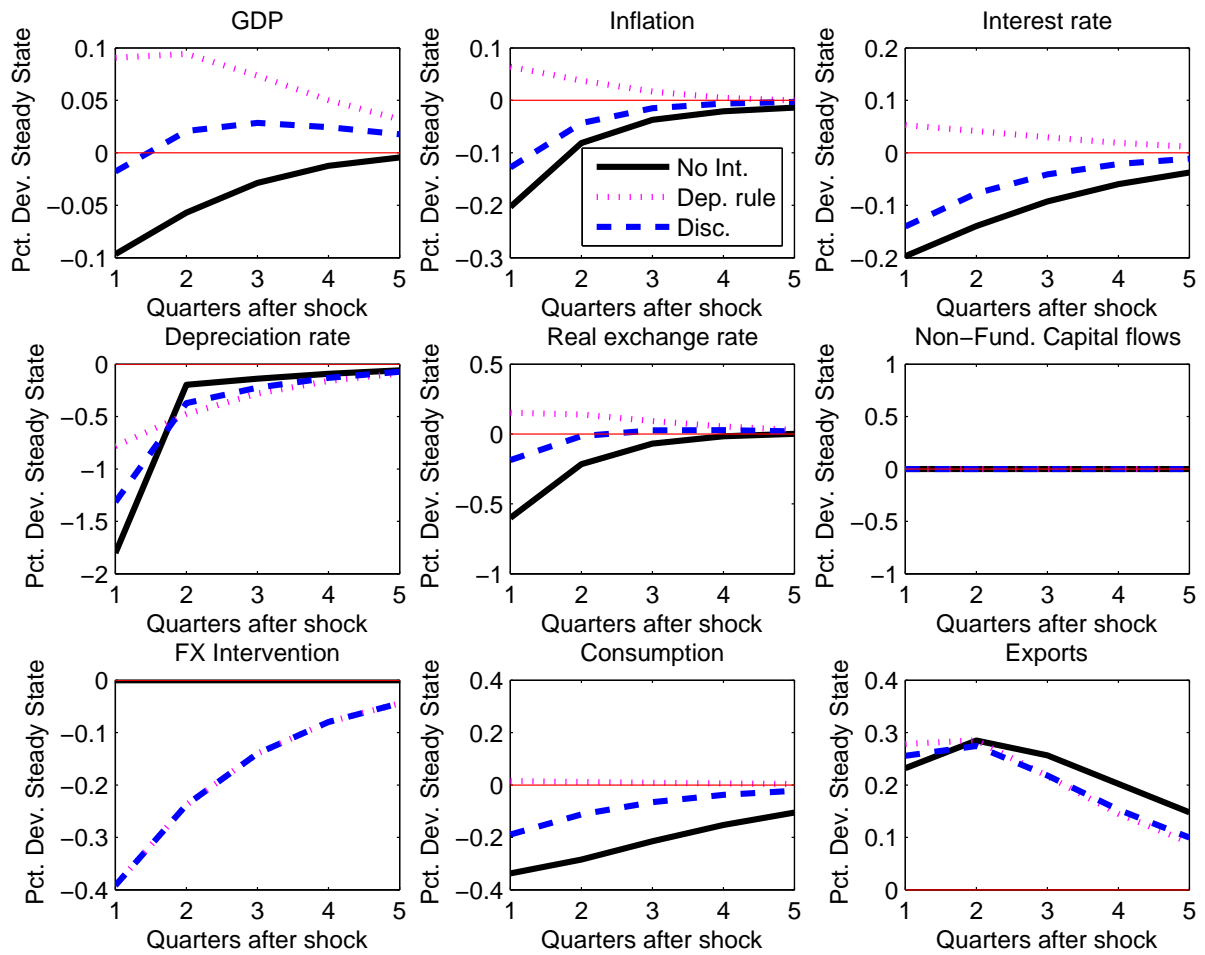 GDP
Inflation
Interest rate
Pct. Dev. Steady State
0.1
0.05
0
−0.05
−0.1
1 2 3 4 5
Quarters after shock
Pct. Dev. Steady State
0.1
0
−0.1
−0.2
−0.3
No Int.
Dep. rule
Disc.
1 2 3 4 5
Quarters after shock
Pct. Dev. Steady State
0.2
0.1
0
−0.1
−0.2
1 2 3 4 5
Quarters after shock
Depreciation rate
Real exchange rate
Non−Fund. Capital flows
Pct. Dev. Steady State
0
−0.5
−1
−1.5
−2
1 2 3 4 5
Quarters after shock
Pct. Dev. Steady State
0.5
0
−0.5
−1
1 2 3 4 5
Quarters after shock
Pct. Dev. Steady State
1
0.5
0
−0.5
−1
1 2 3 4 5
Quarters after shock
FX Intervention
Consumption
Exports
Pct. Dev. Steady State
0
−0.1
−0.2
−0.3
−0.4
1 2 3 4 5
Quarters after shock
Pct. Dev. Steady State
0.4
0.2
0
−0.2
−0.4
1 2 3 4 5
Quarters after shock
Pct. Dev. Steady State
0.4
0.3
0.2
0.1
0
1 2 3 4 5
Quarters after shock